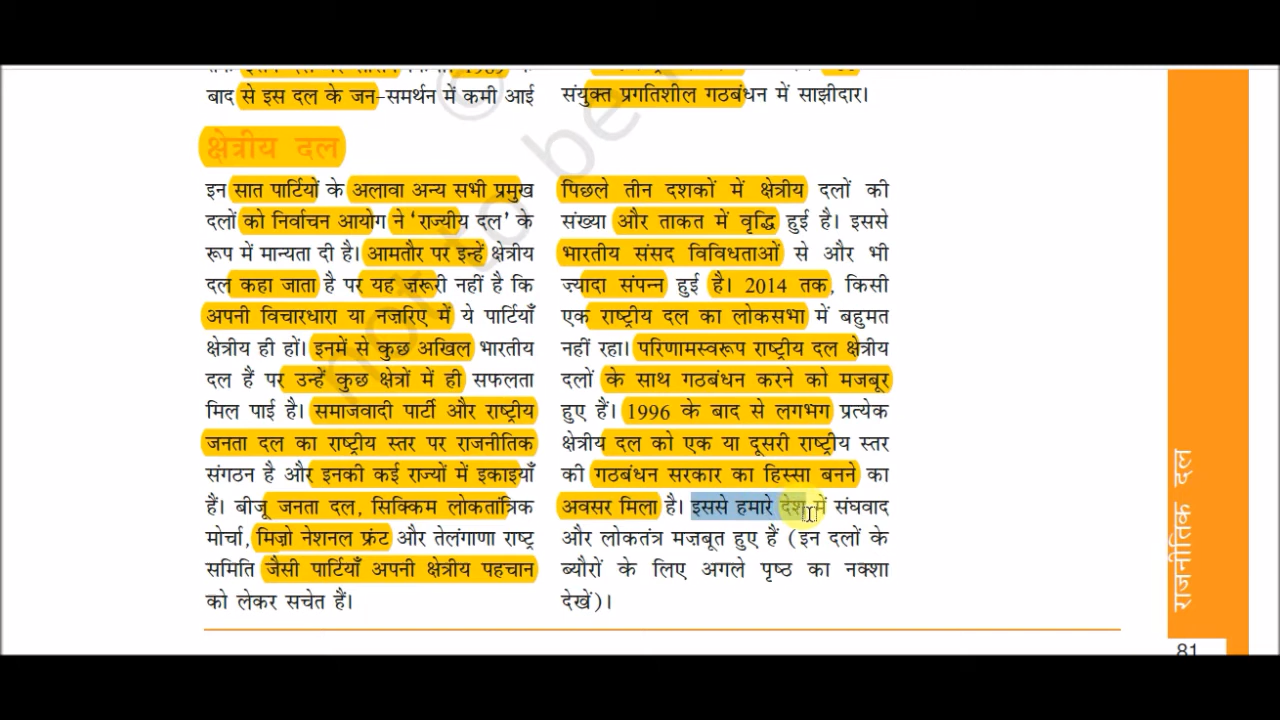 1989
बाद से इस दल के जन-समर्थन में कमी आई
क्षेत्रीय दल
इन सात पार्टियों के अलावा अन्य सभी प्रमुख
दलों को निर्वाचन आयोग ने ‘राज्यीय दल’ के
रूप में मान्यता दी है। आमतौर पर इन्हें क्षेत्रीय
दल कहा जाता है पर यह ज़रूरी नहीं है कि
अपनी विचारधारा या नज़रिए में ये पार्टियाँ
क्षेत्रीय ही हों। इनमें से कुछ अखिल भारतीय
दल हैं पर उन्हें कुछ क्षेत्रों में ही सफलता
मिल पाई है। समाजवादी पार्टी और राष्ट्रीय
जनता दल का राष्ट्रीय स्तर पर राजनीतिक
संगठन है और इनकी कई राज्यों में इकाइयाँ
हैं। बीजू जनता दल, सिक्किम लोकतांत्रिक
मोर्चा, मिज़ो नेशनल फ्रंट और तेलंगाणा राष्ट्र
समिति जैसी पार्टियाँ अपनी क्षेत्रीय पहचान
को लेकर सचेत हैं।
संयुक्त प्रगतिशील गठबंधन में साझीदार।
पिछले तीन दशकों में क्षेत्रीय दलों की
संख्या और ताकत में वृद्धि हुई है। इससे
भारतीय संसद विविधताओं से और भी
ज्यादा संपन्न हुई है। 2014 तक, किसी
एक राष्ट्रीय दल का लोकसभा में बहुमत
नहीं रहा। परिणामस्वरूप राष्ट्रीय दल क्षेत्रीय
दलों के साथ गठबंधन करने को मजबूर
हुए हैं। 1996 के बाद से लगभग प्रत्येक
क्षेत्रीय दल को एक या दूसरी राष्ट्रीय स्तर
की गठबंधन सरकार का हिस्सा बनने का
अवसर मिला है। इससे हमारे देश में संघवाद
और लोकतंत्र मज़बूत हुए हैं (इन दलों के
ब्यौरों के लिए अगले पृष्ठ का नक्शा
देखें)।
not to be
राजनीतिक दल
81